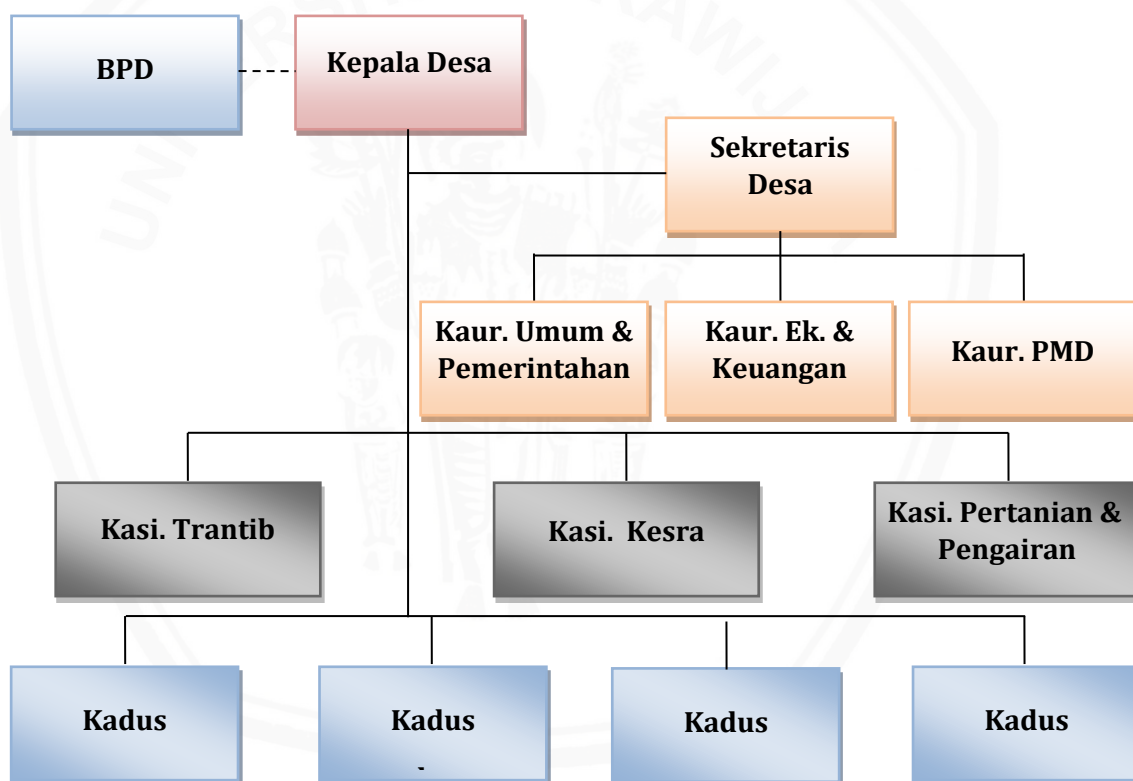 BPD
Kepala Desa
Sekretaris
Desa
Kaur. Umum &
Pemerintahan
Kaur. Ek. &
Keuangan
Kaur. PMD
Kasi. Trantib
Kasi. Kesra
Kasi. Pertanian &
Pengairan
Kadus
Kadus
Kadus
Kadus